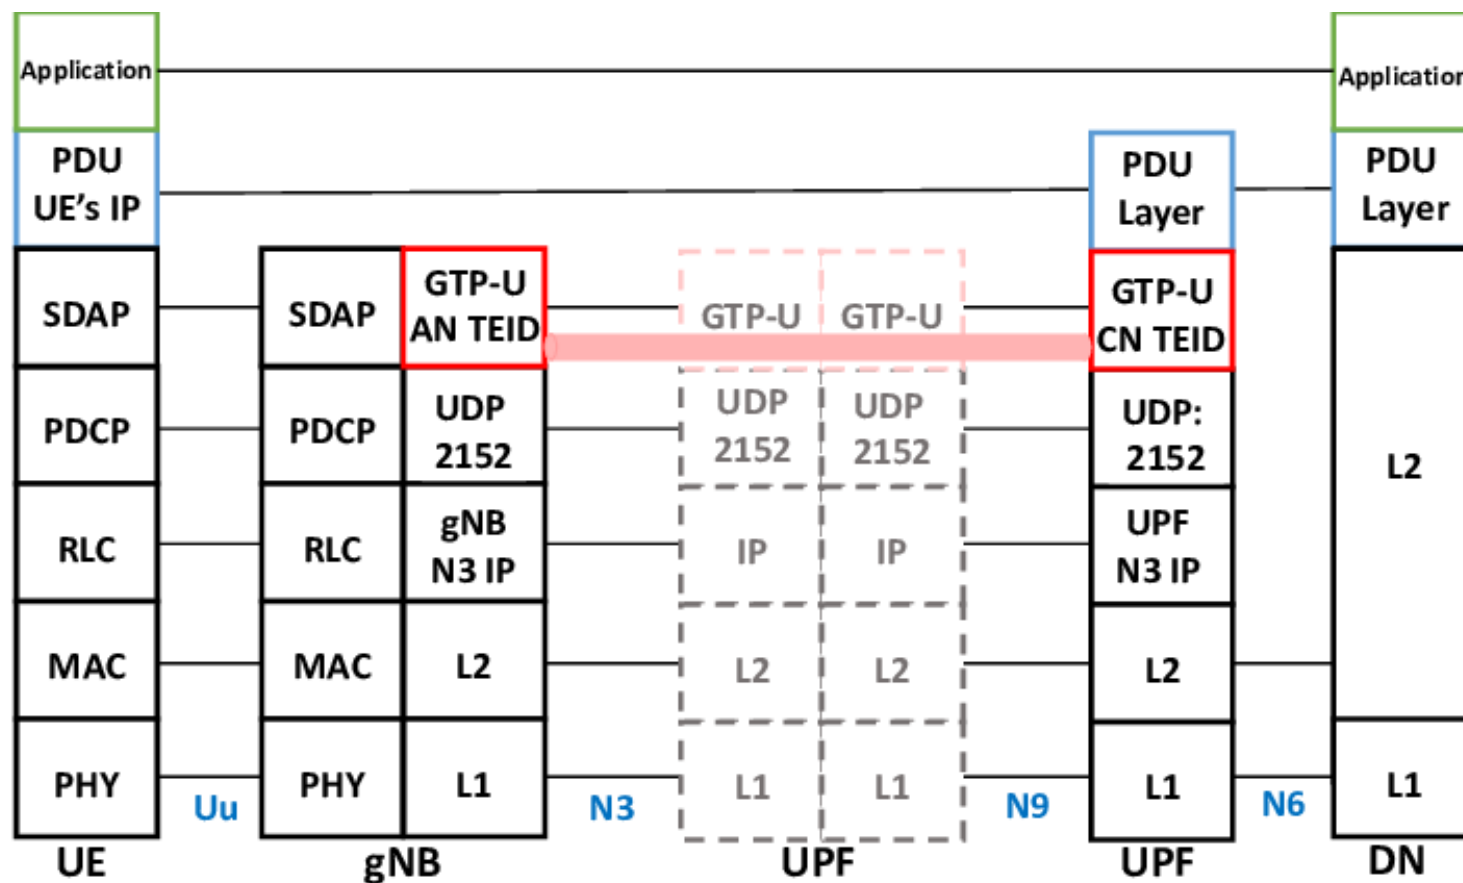 Application
Application
PDU
UE's IP
PDU
Layer
PDU
Layer
SDAP
SDAP
GTP-U
AN TEID
GTP-U
GTP-U
GTP-U
CN TEID
PDCP
PDCP
UDP
2152
UDP
2152
UDP
2152
UDP:
2152
L2
RLC
RLC
gNB
N3 IP
IP
IP
UPF
N3 IP
MAC
MAC
L2
L2
L2
L2
PHY
PHY
L1
L1
L1
L1
L1
Uu
N3
N9
N6
UE
gNB
UPF
UPF
DN